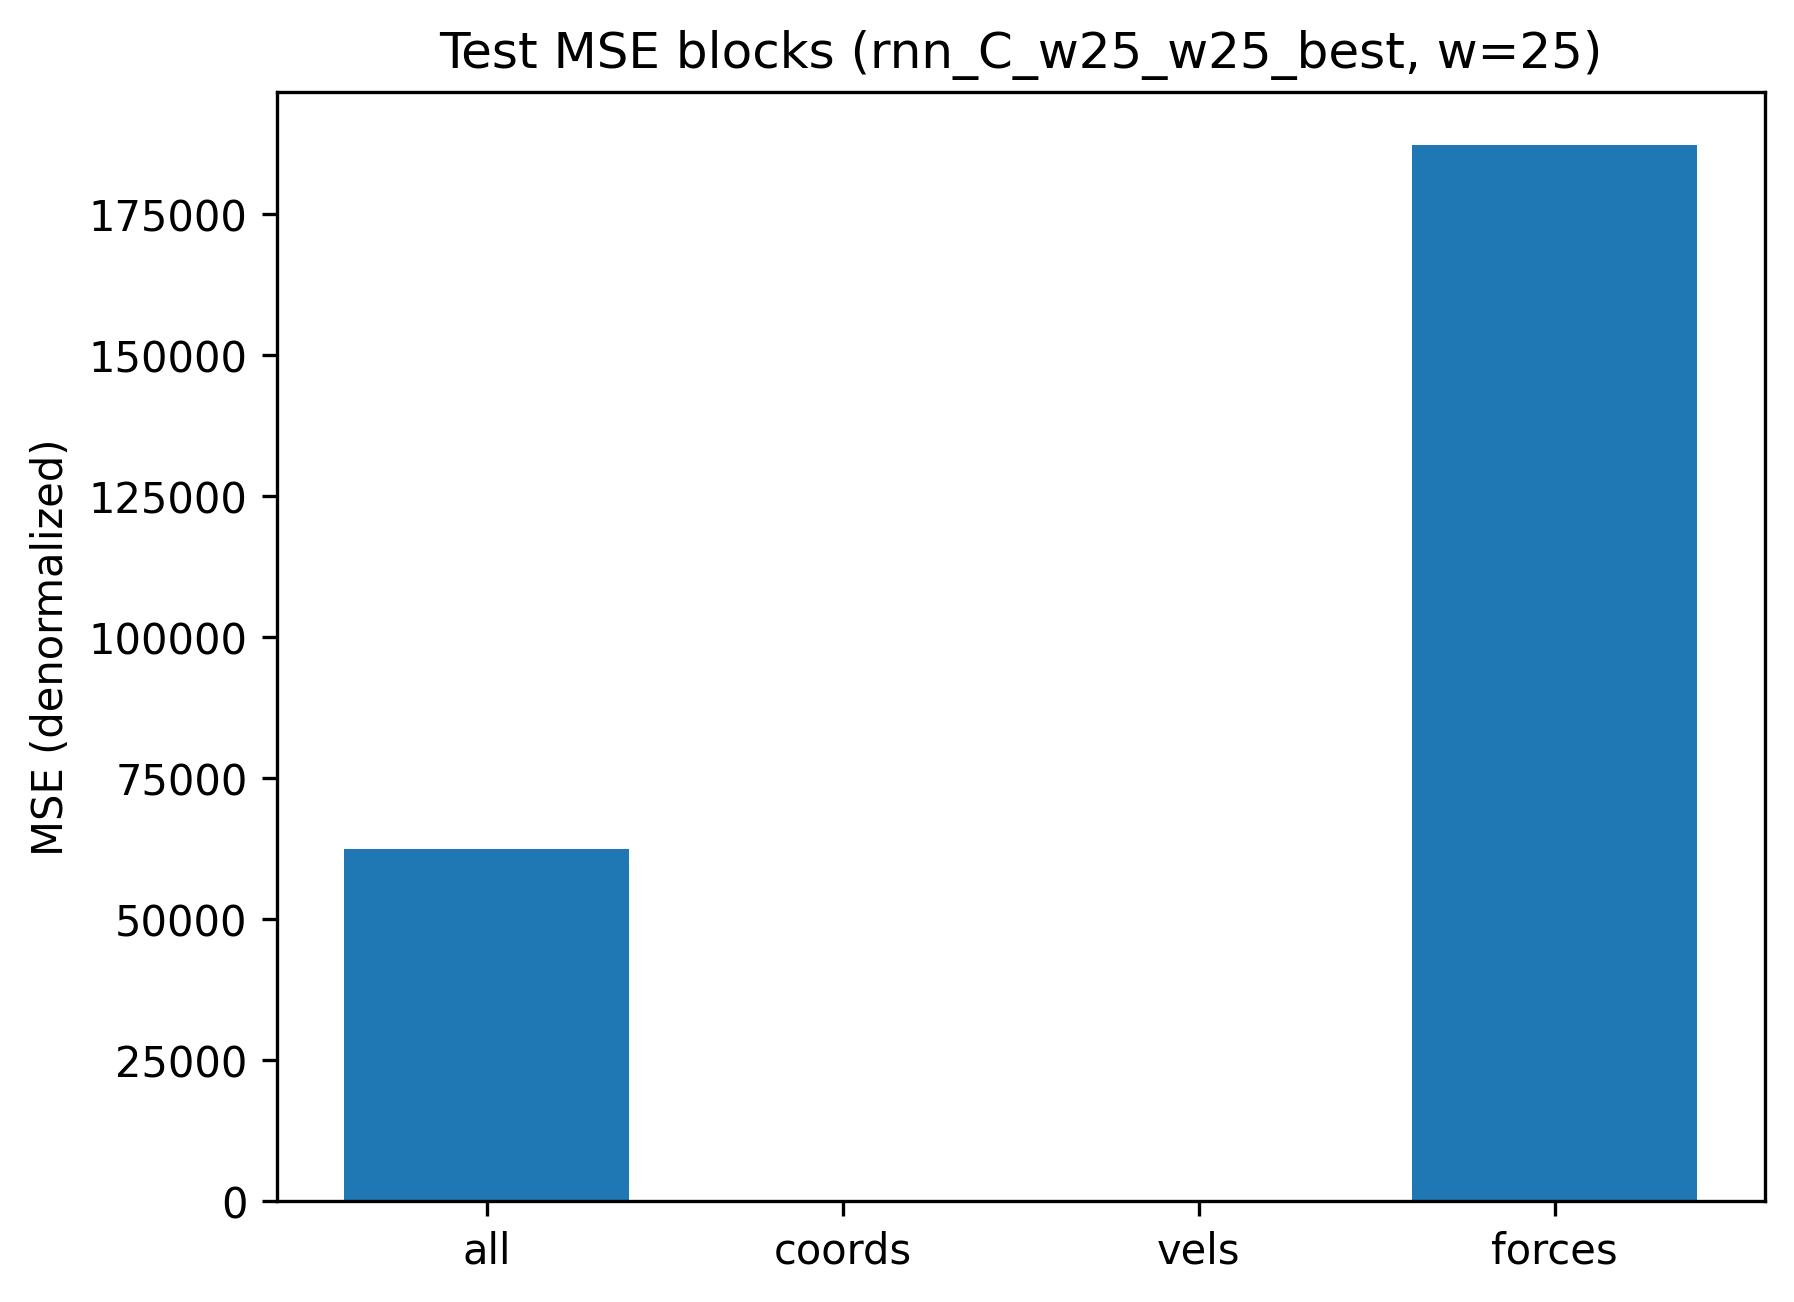 Test MSE blocks (rnn_C_w25_w25_best, w=25)
MSE (denormalized)
175000
150000
125000
100000
75000
50000
25000
0
all coords vels forces